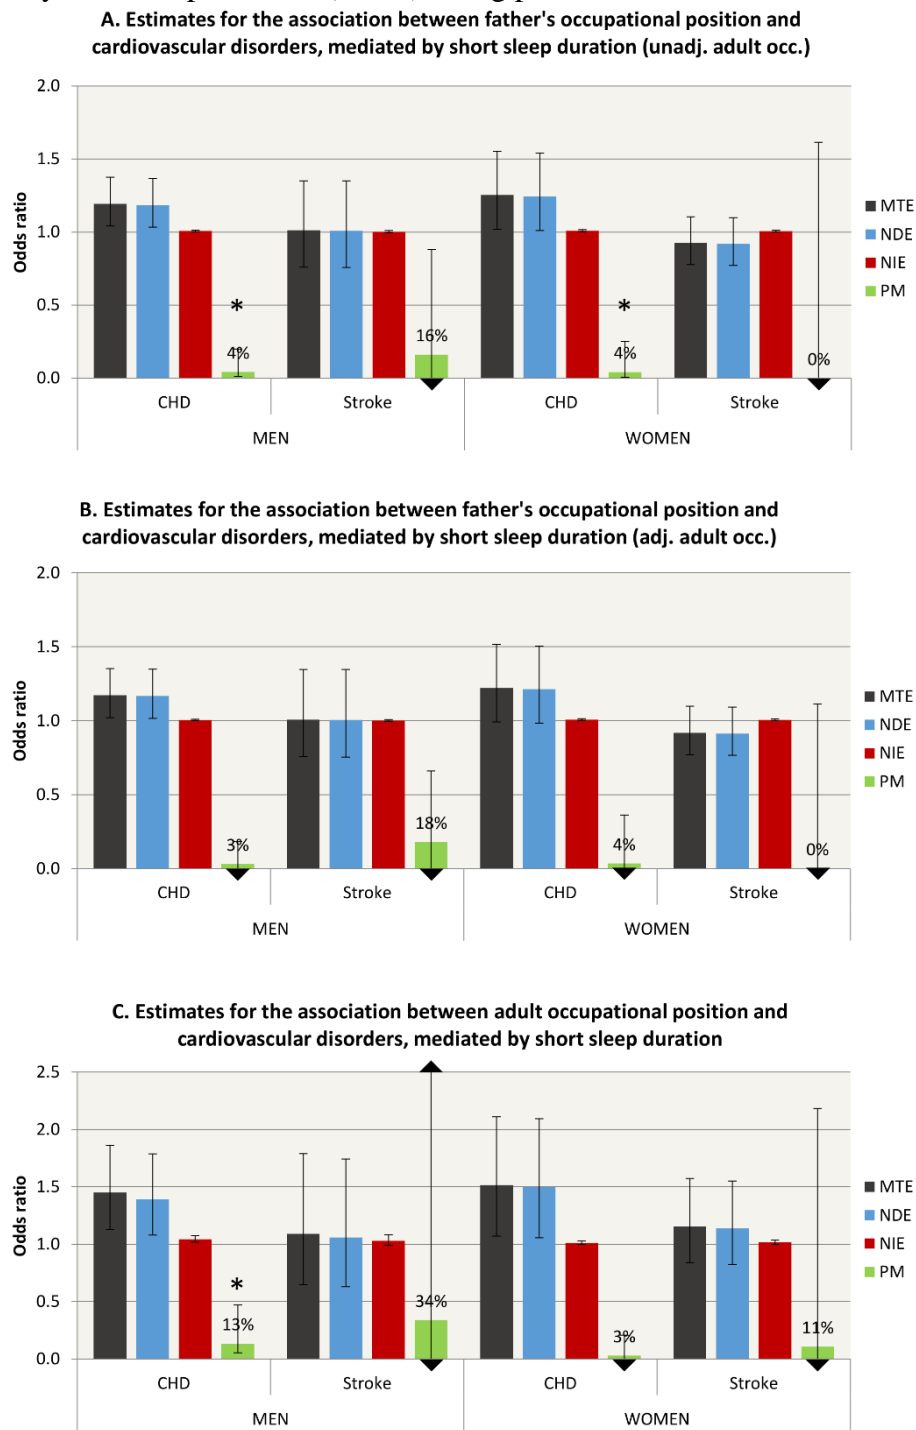 A. Estimates for the association between father's occupational position and
cardiovascular disorders, mediated by short sleep duration (unadj. adult occ.)
2.0
1.5
1.0
0.5
0.0
Odds ratio
*
*
4%
16%
4%
0%
CHD
Stroke
CHD
Stroke
MEN
WOMEN
MTE
NDE
NIE
PM
B. Estimates for the association between father's occupational position and
cardiovascular disorders, mediated by short sleep duration (adj. adult occ.)
2.0
1.5
1.0
0.5
0.0
Odds ratio
3%
18%
4%
0%
CHD
Stroke
CHD
Stroke
MEN
WOMEN
MTE
NDE
NIE
PM
C. Estimates for the association between adult occupational position and
cardiovascular disorders, mediated by short sleep duration
2.5
2.0
1.5
1.0
0.5
0.0
Odds ratio
*
13%
34%
3%
11%
CHD
Stroke
CHD
Stroke
MEN
WOMEN
MTE
NDE
NIE
PM